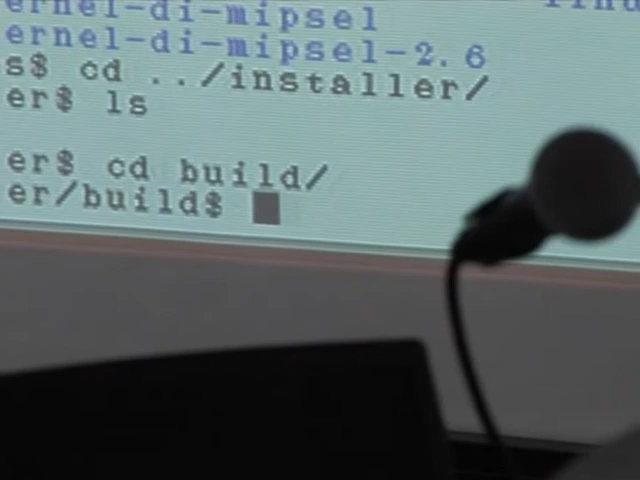 ernel-di-mipsel
ernel-di-mipsel-2.6
s$ cd ../installer/
er$ ls
er$ cd build/
er/build$